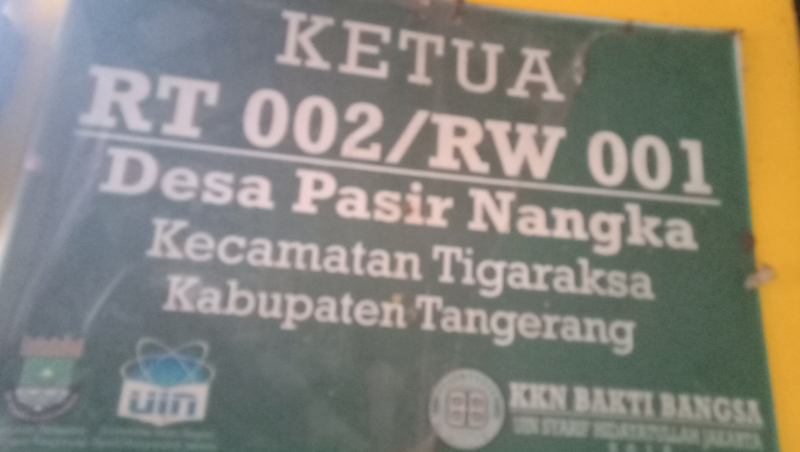 KETUA
RT 002/RW 001
Desa Pasir Nangka
Kecamatan Tigaraksa
Kabupaten Tangerang
uin
KKN BAKTI BANGSA
UIN SYARIF HIDAYATULLAH JAKARTA